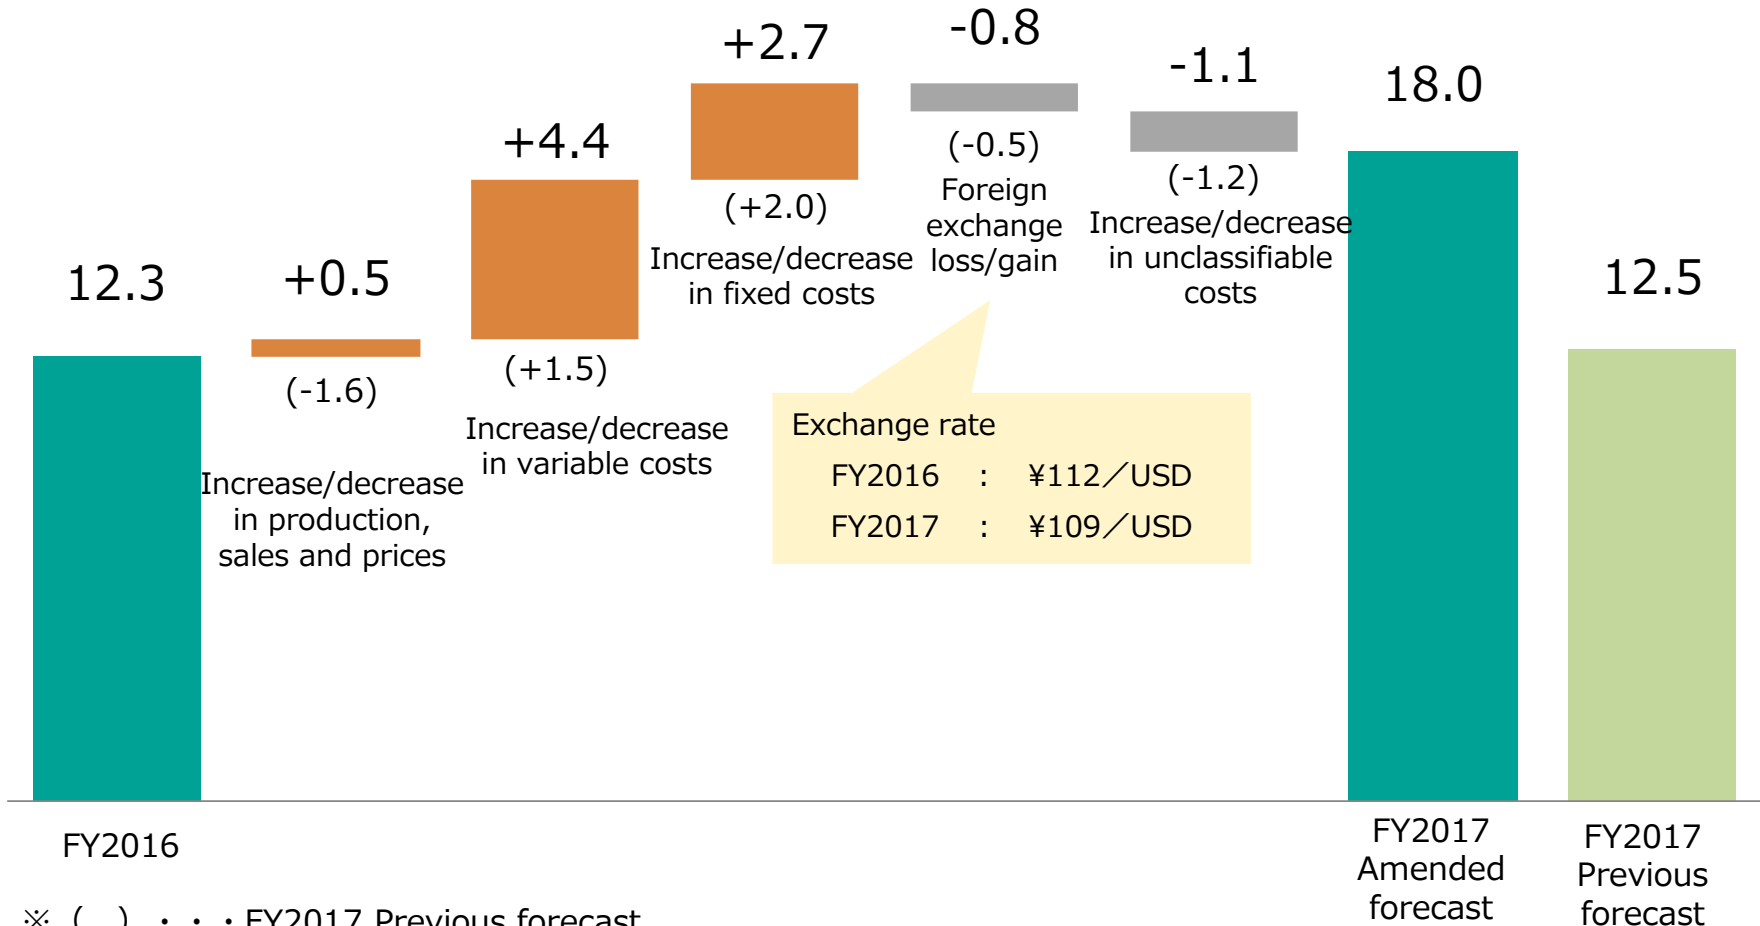 12.3
+0.5
(-1.6)
Increase/decrease
in production,
sales and prices
+4.4
(+1.5)
Increase/decrease
in variable costs
+2.7
(+2.0)
Increase/decrease
in fixed costs
-0.8
(-0.5)
Foreign
exchange
loss/gain
-1.1
(-1.2)
Increase/decrease
in unclassifiable
costs
18.0
12.5
Exchange rate
FY2016 : ¥112／USD
FY2017 : ¥109／USD
FY2016
FY2017
Amended
forecast
FY2017
Previous
forecast
※ ( ) ・・・FY2017 Previous forecast